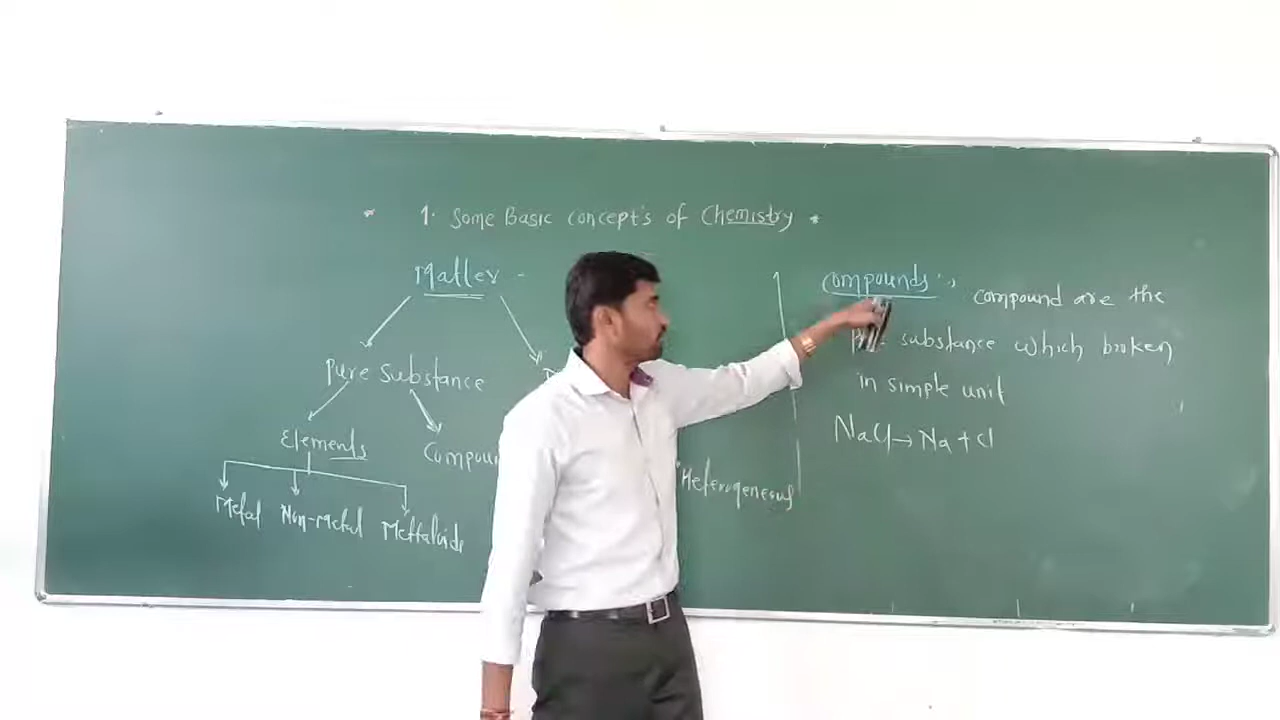 1. Some Basic concept's of Chemistry
Matter
Pure Substance
Elements
Compou
Metal Non-Metal Mettaloids
Heterogeneous
Compounds :, compound are the
substance which broken
in simple unit
NaCl → Na + Cl